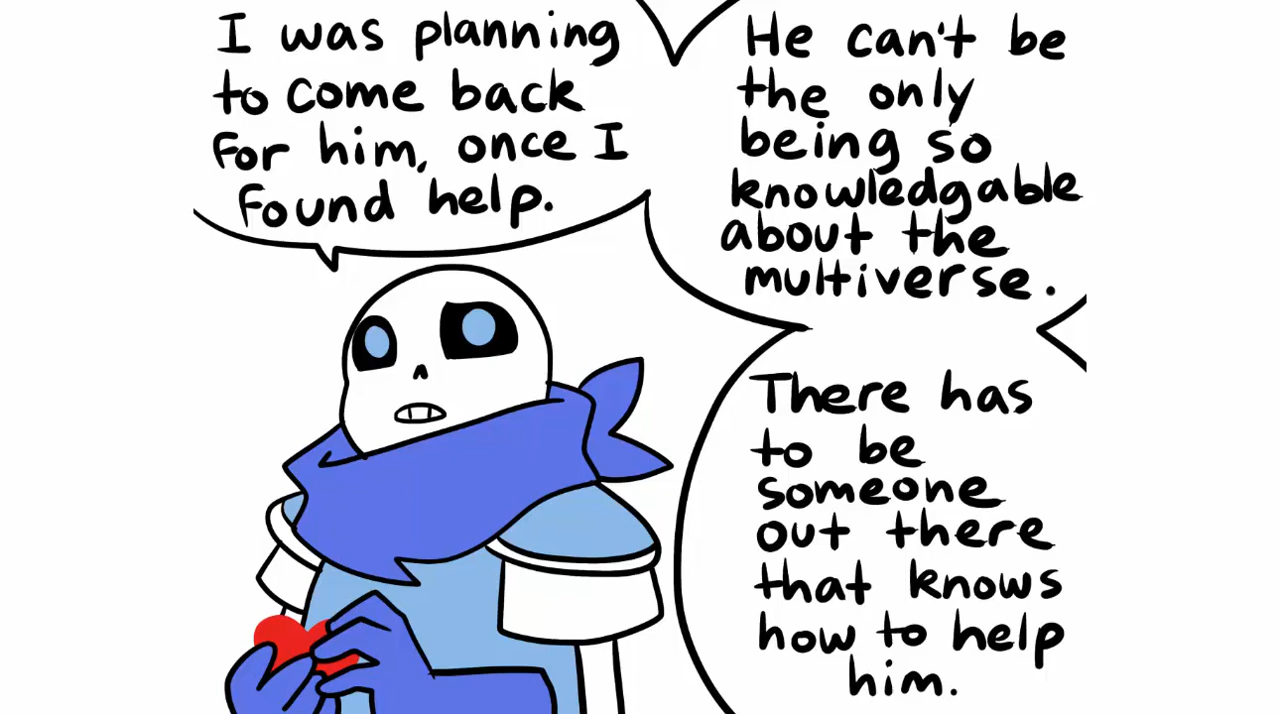 I was planning
to come back
for him, once I
found help.
He can't be
the only
being so
knowledgable
about the
multiverse.
There has
to be
someone
out there
that knows
how to help
him.